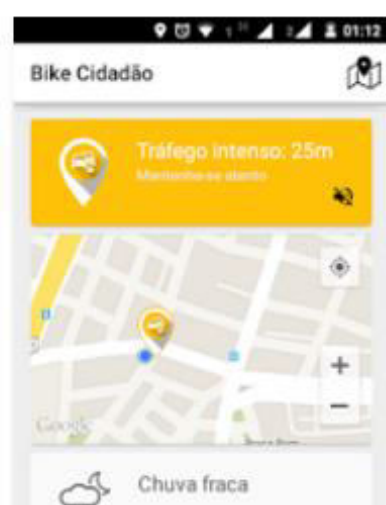 01:12
Bike Cidadão
Tráfego Intenso: 25m
Mantenha-se atento
Google
Chuva fraca